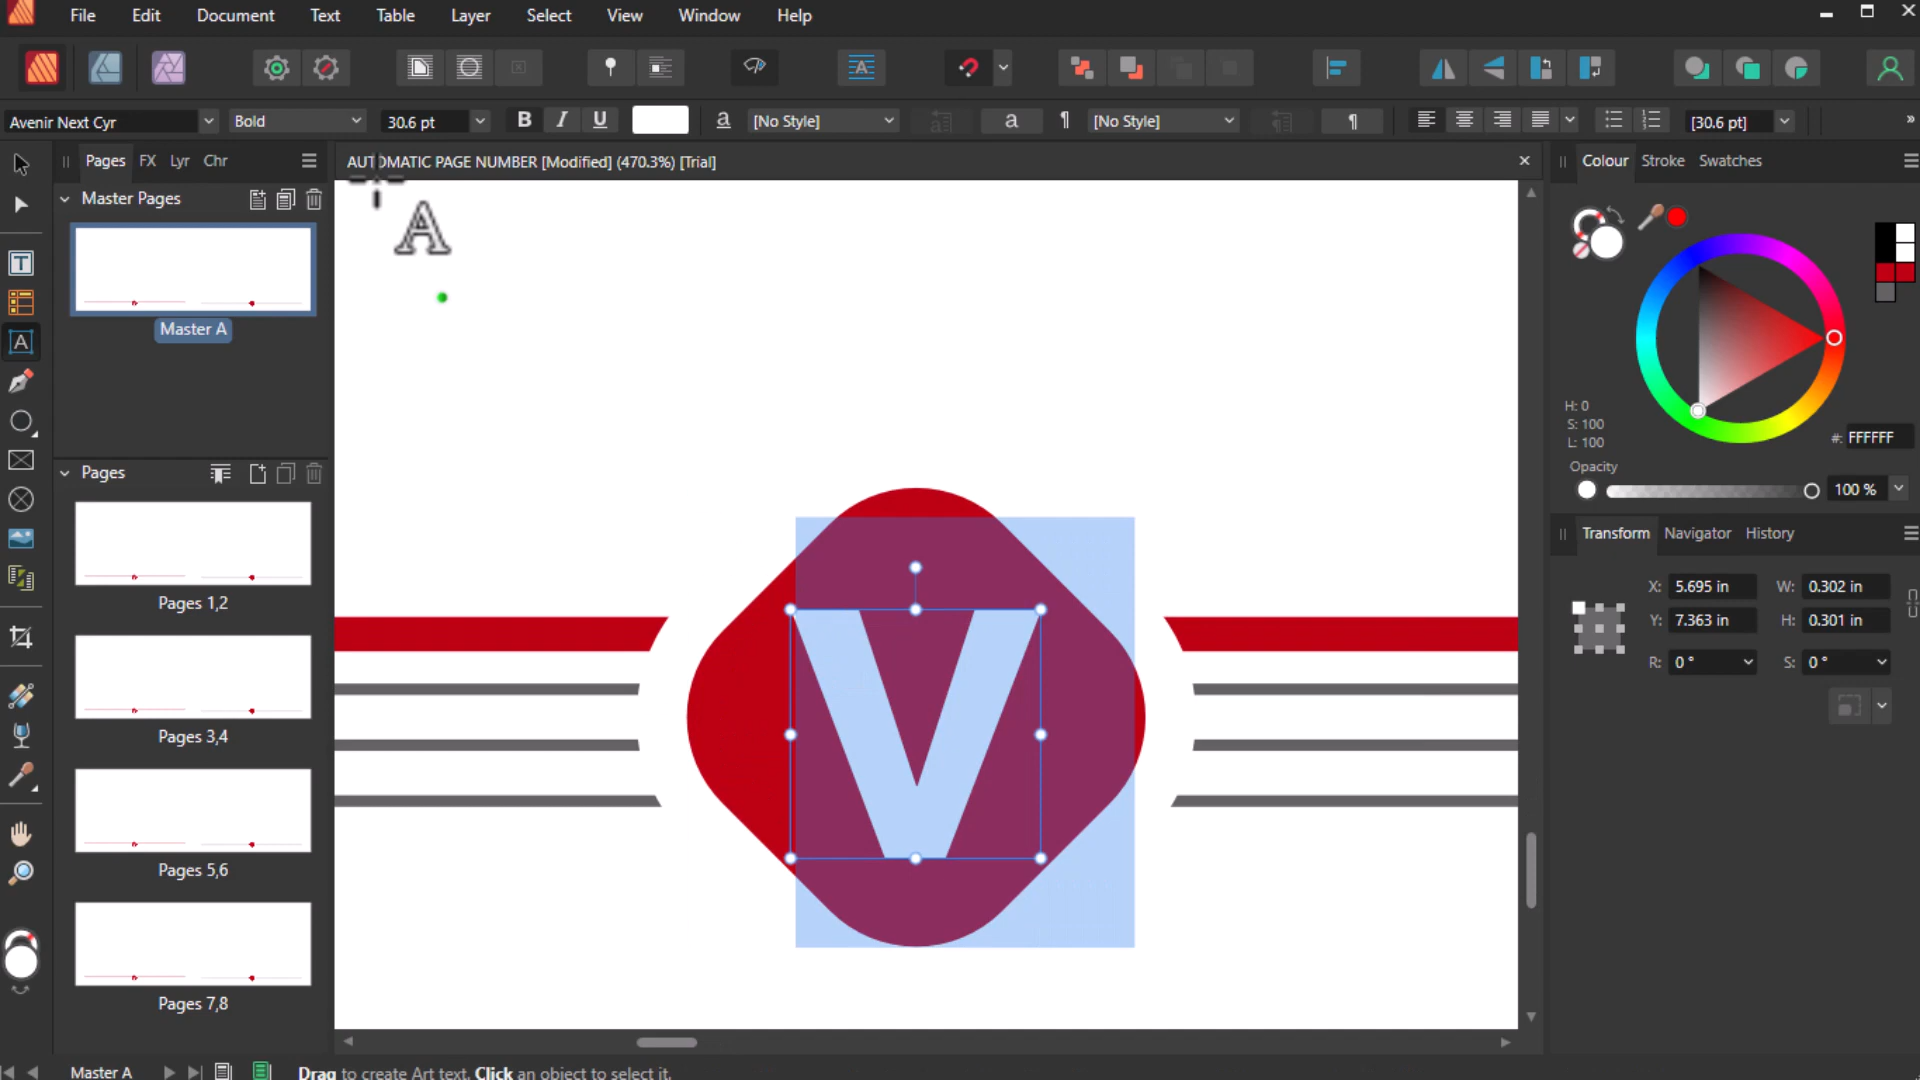 File Edit Document Text Table Layer Select View Window Help
Avenir Next Cyr Bold 30.6 pt B I U a [No Style] a ¶ [No Style] ¶ [30.6 pt] »
Pages FX Lyr Chr
AUTOMATIC PAGE NUMBER [Modified] (470.3%) [Trial]
Master Pages
Master A
Pages
Pages 1,2
Pages 3,4
Pages 5,6
Pages 7,8
T
A
A
V
Colour Stroke Swatches
H: 0
S: 100
L: 100
#: FFFFFF
Opacity
100 %
Transform Navigator History
X: 5.695 in W: 0.302 in
Y: 7.363 in H: 0.301 in
R: 0 ° S: 0 °
Master A Drag to create Art text. Click an object to select it.